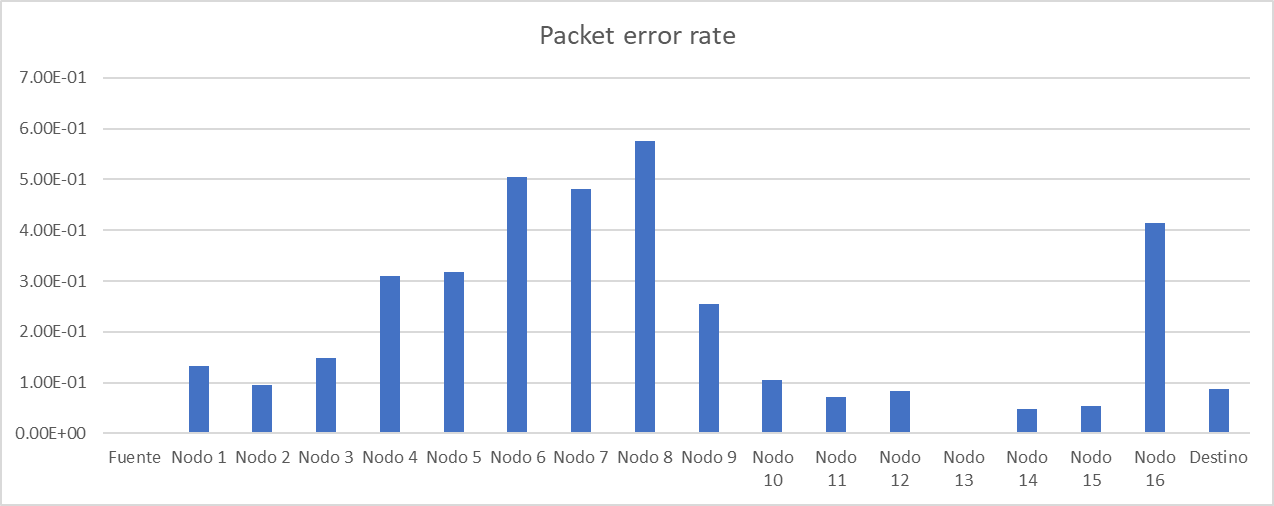 Packet error rate
7.00E-01
6.00E-01
5.00E-01
4.00E-01
3.00E-01
2.00E-01
1.00E-01
0.00E+00
Fuente Nodo 1 Nodo 2 Nodo 3 Nodo 4 Nodo 5 Nodo 6 Nodo 7 Nodo 8 Nodo 9 Nodo Nodo Nodo Nodo Nodo Nodo Nodo Destino
10 11 12 13 14 15 16